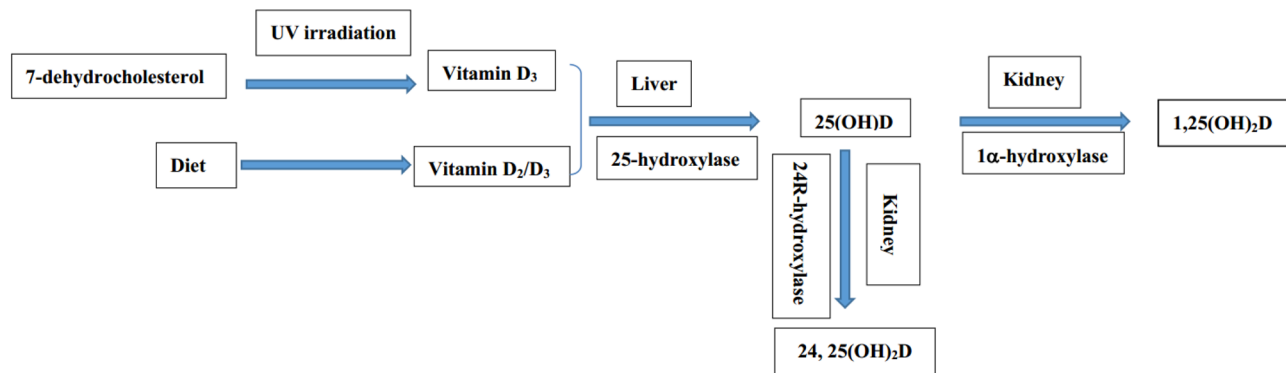 UV irradiation
7-dehydrocholesterol
Vitamin D₃
Diet
Vitamin D₂/D₃
Liver
25-hydroxylase
25(OH)D
Kidney
1α-hydroxylase
1,25(OH)₂D
24R-hydroxylase
Kidney
24, 25(OH)₂D